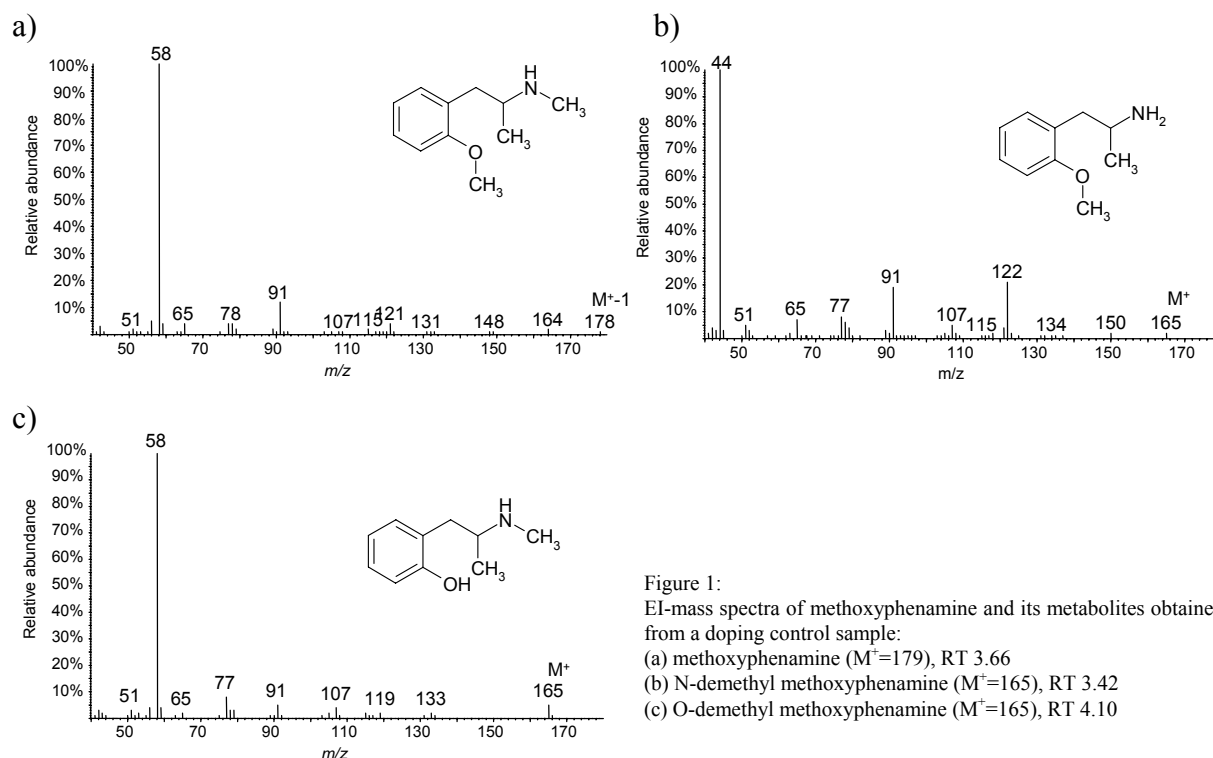 a)
58
100%
90%
80%
70%
60%
50%
40%
30%
20%
10%
Relative abundance
H
N
CH3
CH3
O
CH3
51
65
78
91
107
115
121
131
148
164
M+-1
178
50
70
90
110
130
150
170
m/z
b)
44
100%
90%
80%
70%
60%
50%
40%
30%
20%
10%
Relative abundance
NH2
CH3
O
CH3
51
65
77
91
107
115
122
134
150
M+
165
50
70
90
110
130
150
170
m/z
c)
58
100%
90%
80%
70%
60%
50%
40%
30%
20%
10%
Relative abundance
H
N
CH3
CH3
OH
51
65
77
91
107
119
133
M+
165
50
70
90
110
130
150
170
m/z
Figure 1:
EI-mass spectra of methoxyphenamine and its metabolites obtaine
from a doping control sample:
(a) methoxyphenamine (M+=179), RT 3.66
(b) N-demethyl methoxyphenamine (M+=165), RT 3.42
(c) O-demethyl methoxyphenamine (M+=165), RT 4.10